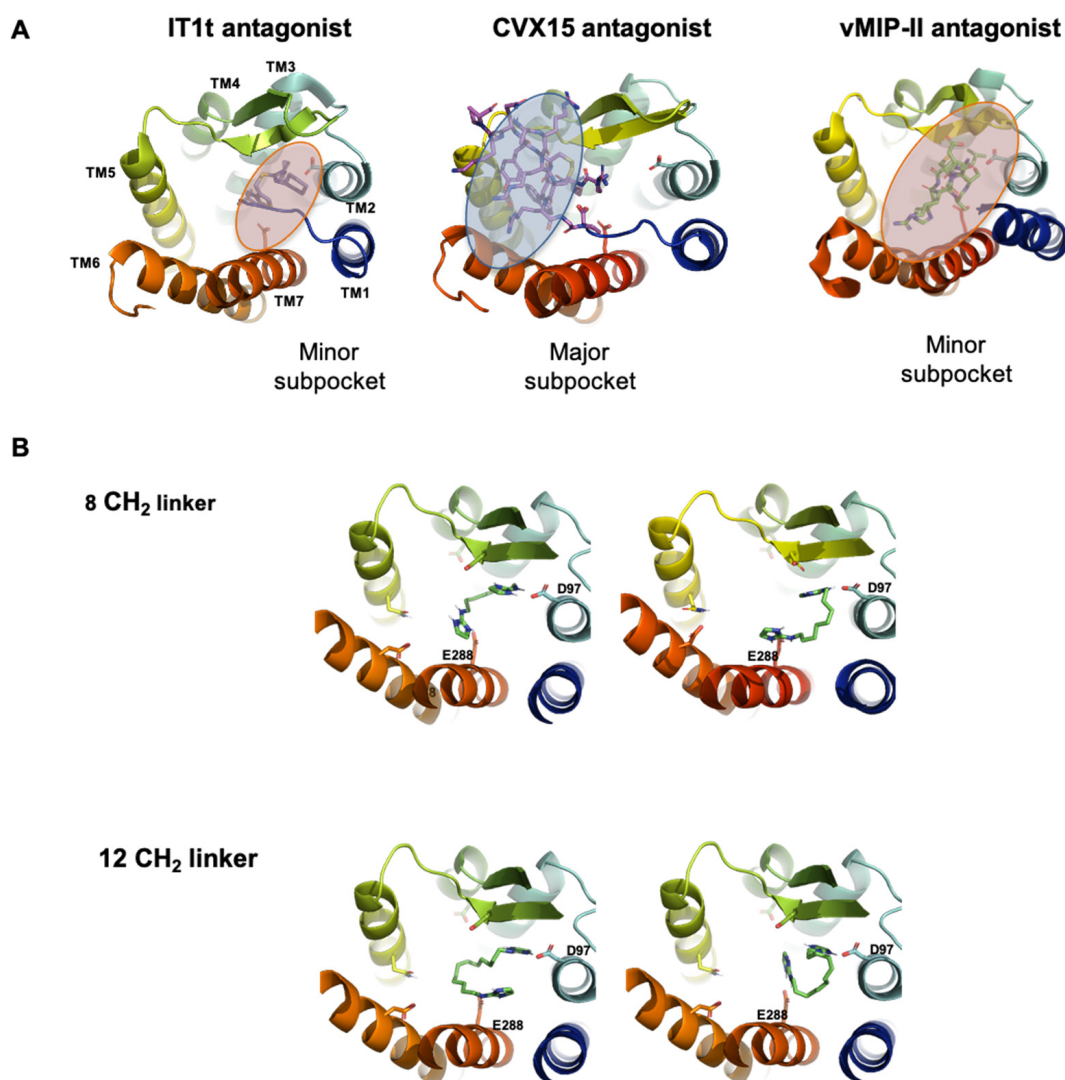 A
IT1t antagonist
CVX15 antagonist
vMIP-II antagonist
TM3
TM4
TM5
TM2
TM6
TM1
TM7
Minor
subpocket
Major
subpocket
Minor
subpocket
B
8 CH₂ linker
D97
D97
E288
E288
8
12 CH₂ linker
D97
D97
E288
E288